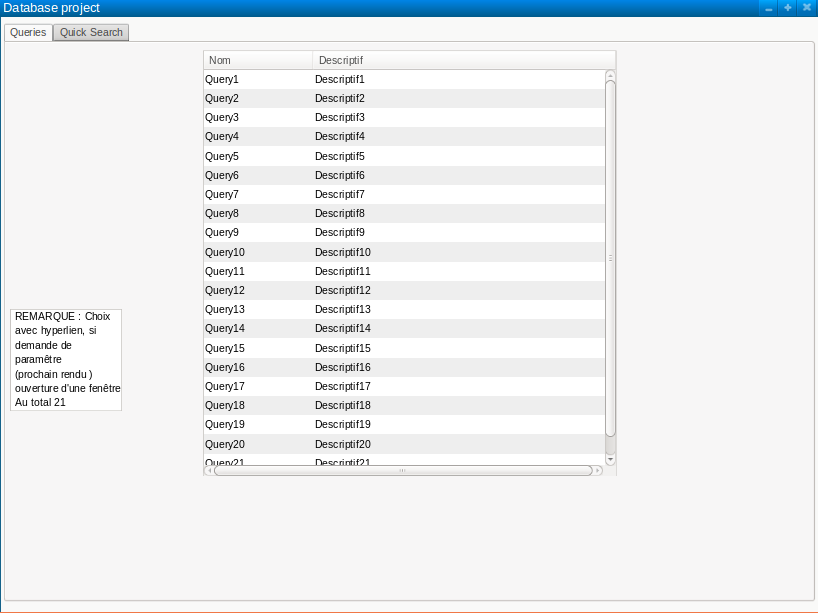 Database project
Queries Quick Search
Nom Descriptif
Query1 Descriptif1
Query2 Descriptif2
Query3 Descriptif3
Query4 Descriptif4
Query5 Descriptif5
Query6 Descriptif6
Query7 Descriptif7
Query8 Descriptif8
Query9 Descriptif9
Query10 Descriptif10
Query11 Descriptif11
Query12 Descriptif12
Query13 Descriptif13
Query14 Descriptif14
Query15 Descriptif15
Query16 Descriptif16
Query17 Descriptif17
Query18 Descriptif18
Query19 Descriptif19
Query20 Descriptif20
Query21 Descriptif21
REMARQUE : Choix
avec hyperlien, si
demande de
paramêtre
(prochain rendu )
ouverture d'une fenêtre
Au total 21